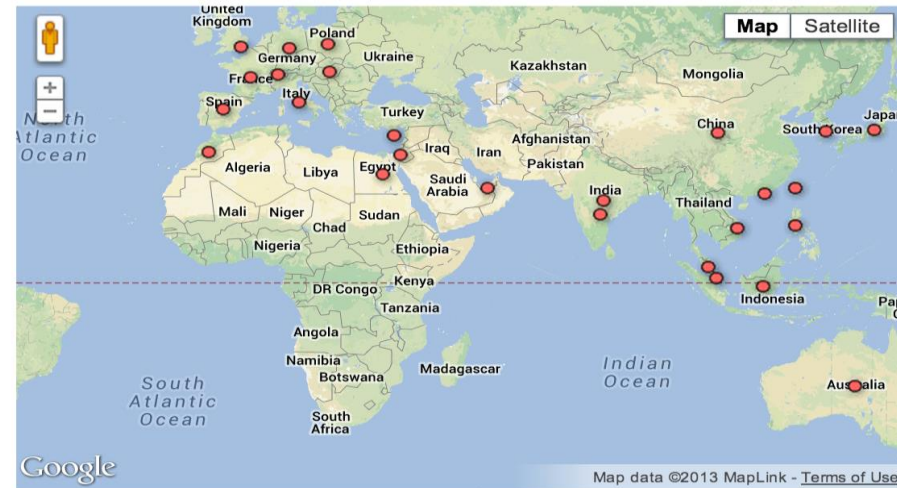 United
Kingdom
Poland
Map
Satellite
Germany
Ukraine
France
Kazakhstan
Mongolia
Spain
Italy
Turkey
China
South Korea
North
Atlantic
Ocean
Iraq
Iran
Afghanistan
Algeria
Libya
Egypt
Pakistan
Saudi
Arabia
India
Thailand
Mali
Niger
Chad
Sudan
Nigeria
Ethiopia
DR Congo
Kenya
Indonesia
Tanzania
Angola
Namibia
Botswana
Madagascar
Indian
Ocean
Australia
South
Atlantic
Ocean
South
Africa
Google
Map data ©2013 MapLink - Terms of Use